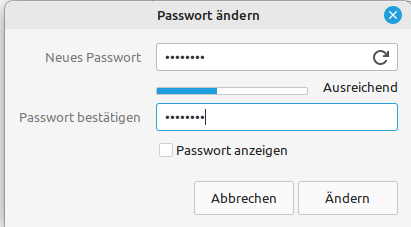 Passwort ändern
Neues Passwort ••••••••
Ausreichend
Passwort bestätigen ••••••••
Passwort anzeigen
Abbrechen Ändern